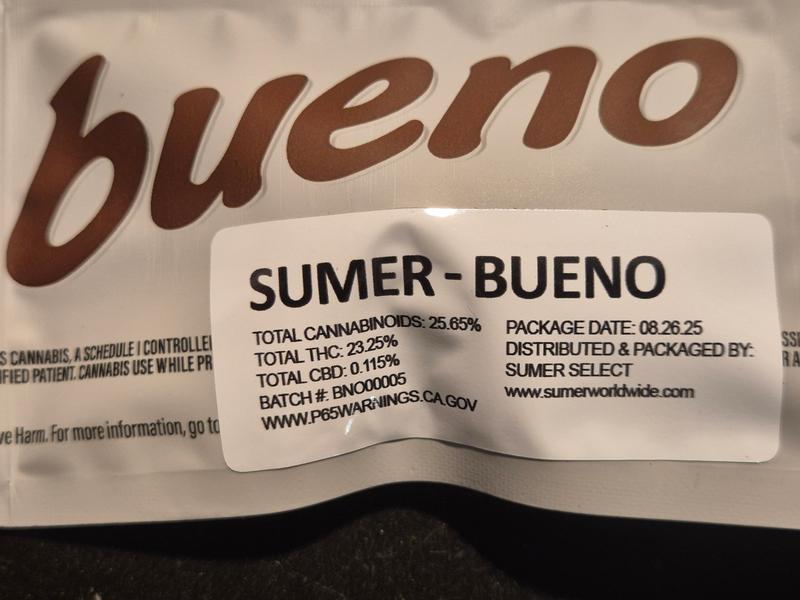 bueno
SUMER - BUENO
TOTAL CANNABINOIDS: 25.65%
TOTAL THC: 23.25%
TOTAL CBD: 0.115%
BATCH #: BNO00005
WWW.P65WARNINGS.CA.GOV
PACKAGE DATE: 08.26.25
DISTRIBUTED & PACKAGED BY:
SUMER SELECT
www.sumerworldwide.com
S CANNABIS, A SCHEDULE I CONTROLLE
IFIED PATIENT. CANNABIS USE WHILE PR
ve Harm. For more information, go to